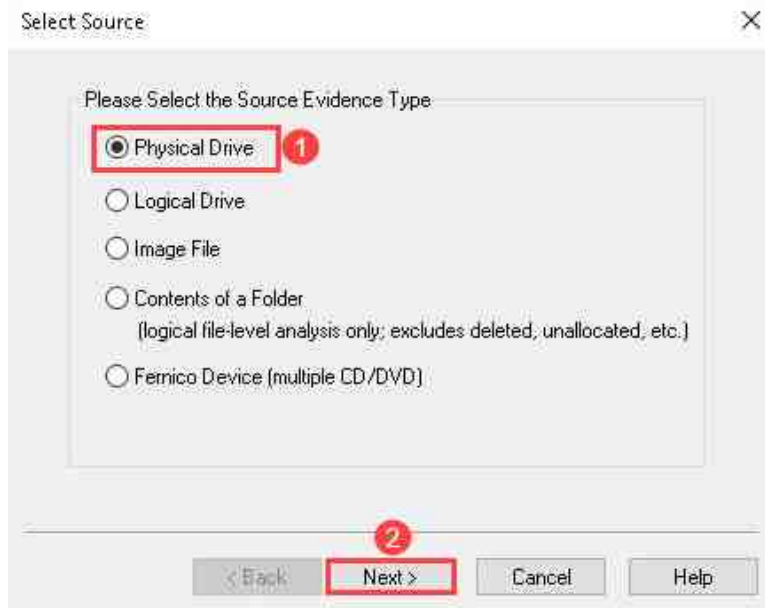 Select Source
Please Select the Source Evidence Type
Physical Drive 1
Logical Drive
Image File
Contents of a Folder
(logical file-level analysis only; excludes deleted, unallocated, etc.)
Fernico Device (multiple CD/DVD)
2
< Back Next > Cancel Help